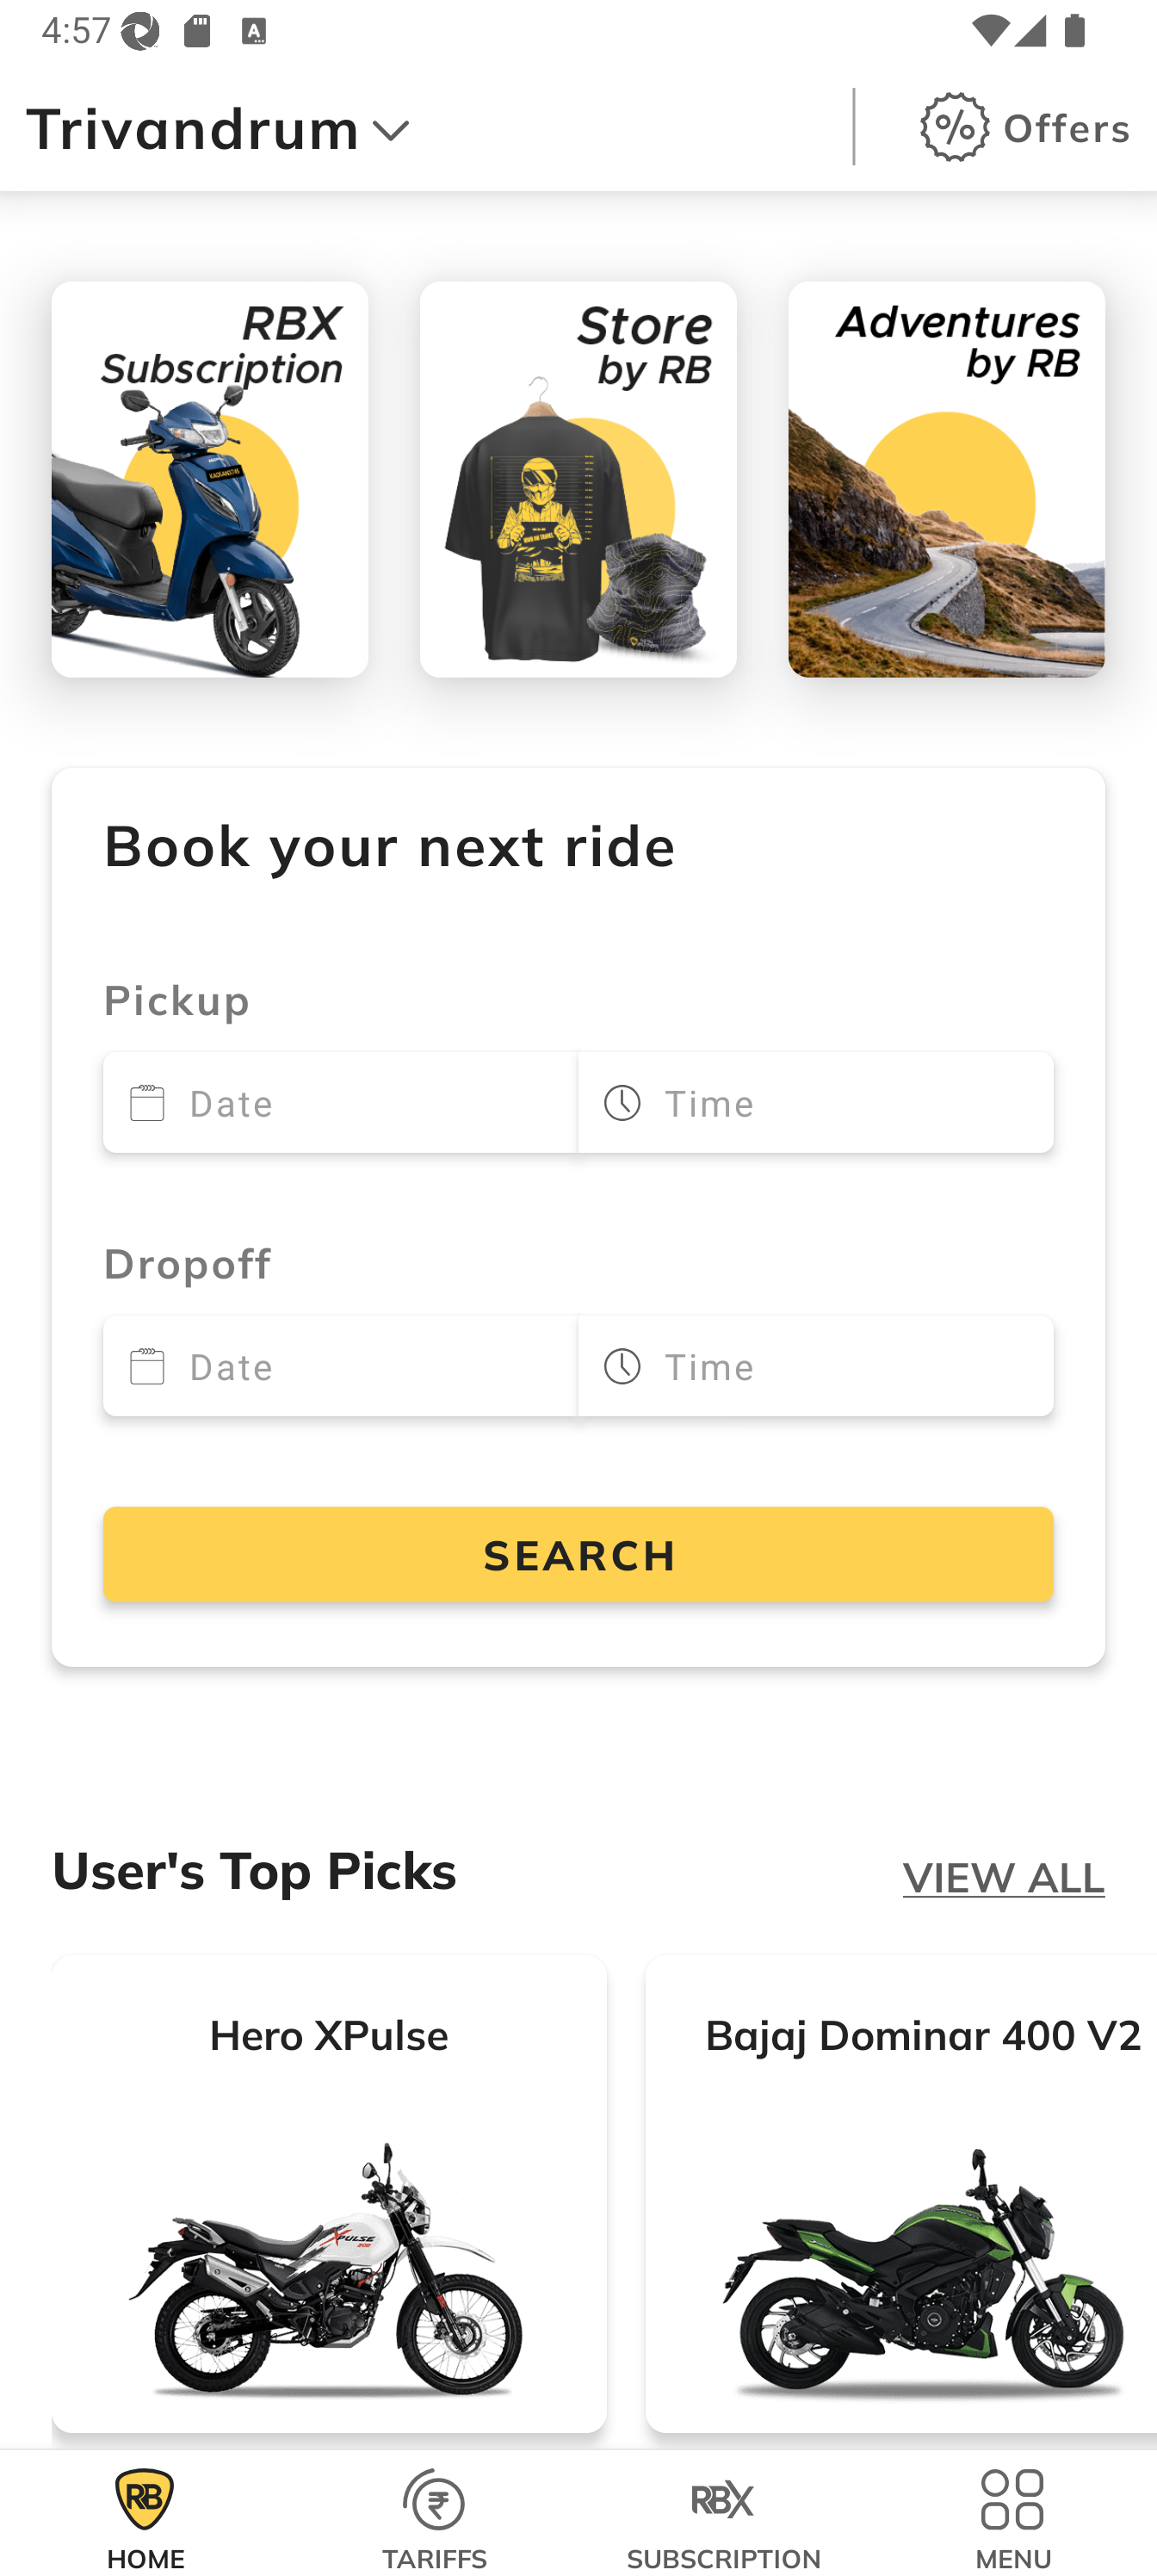 4:57
Trivandrum
Offers
RBX
Subscription
Store
by RB
Adventures
by RB
Book your next ride
Pickup
Date
Time
Dropoff
Date
Time
SEARCH
User's Top Picks
VIEW ALL
Hero XPulse
Bajaj Dominar 400 V2
RB
RBX
HOME
TARIFFS
SUBSCRIPTION
MENU